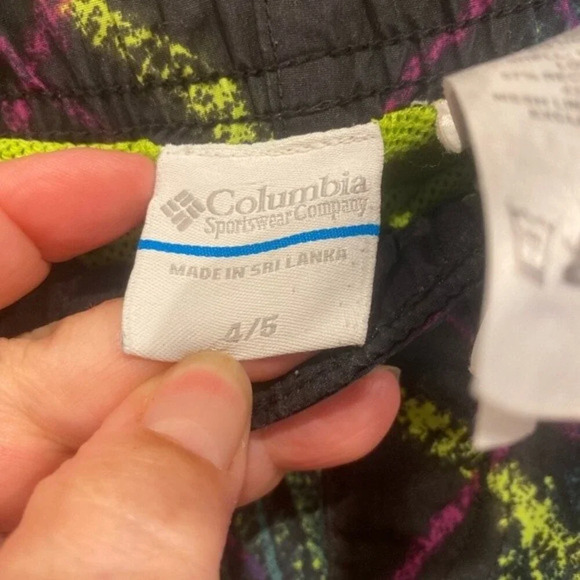 Columbia
Sportswear Company
MADE IN SRI LANKA
4/5